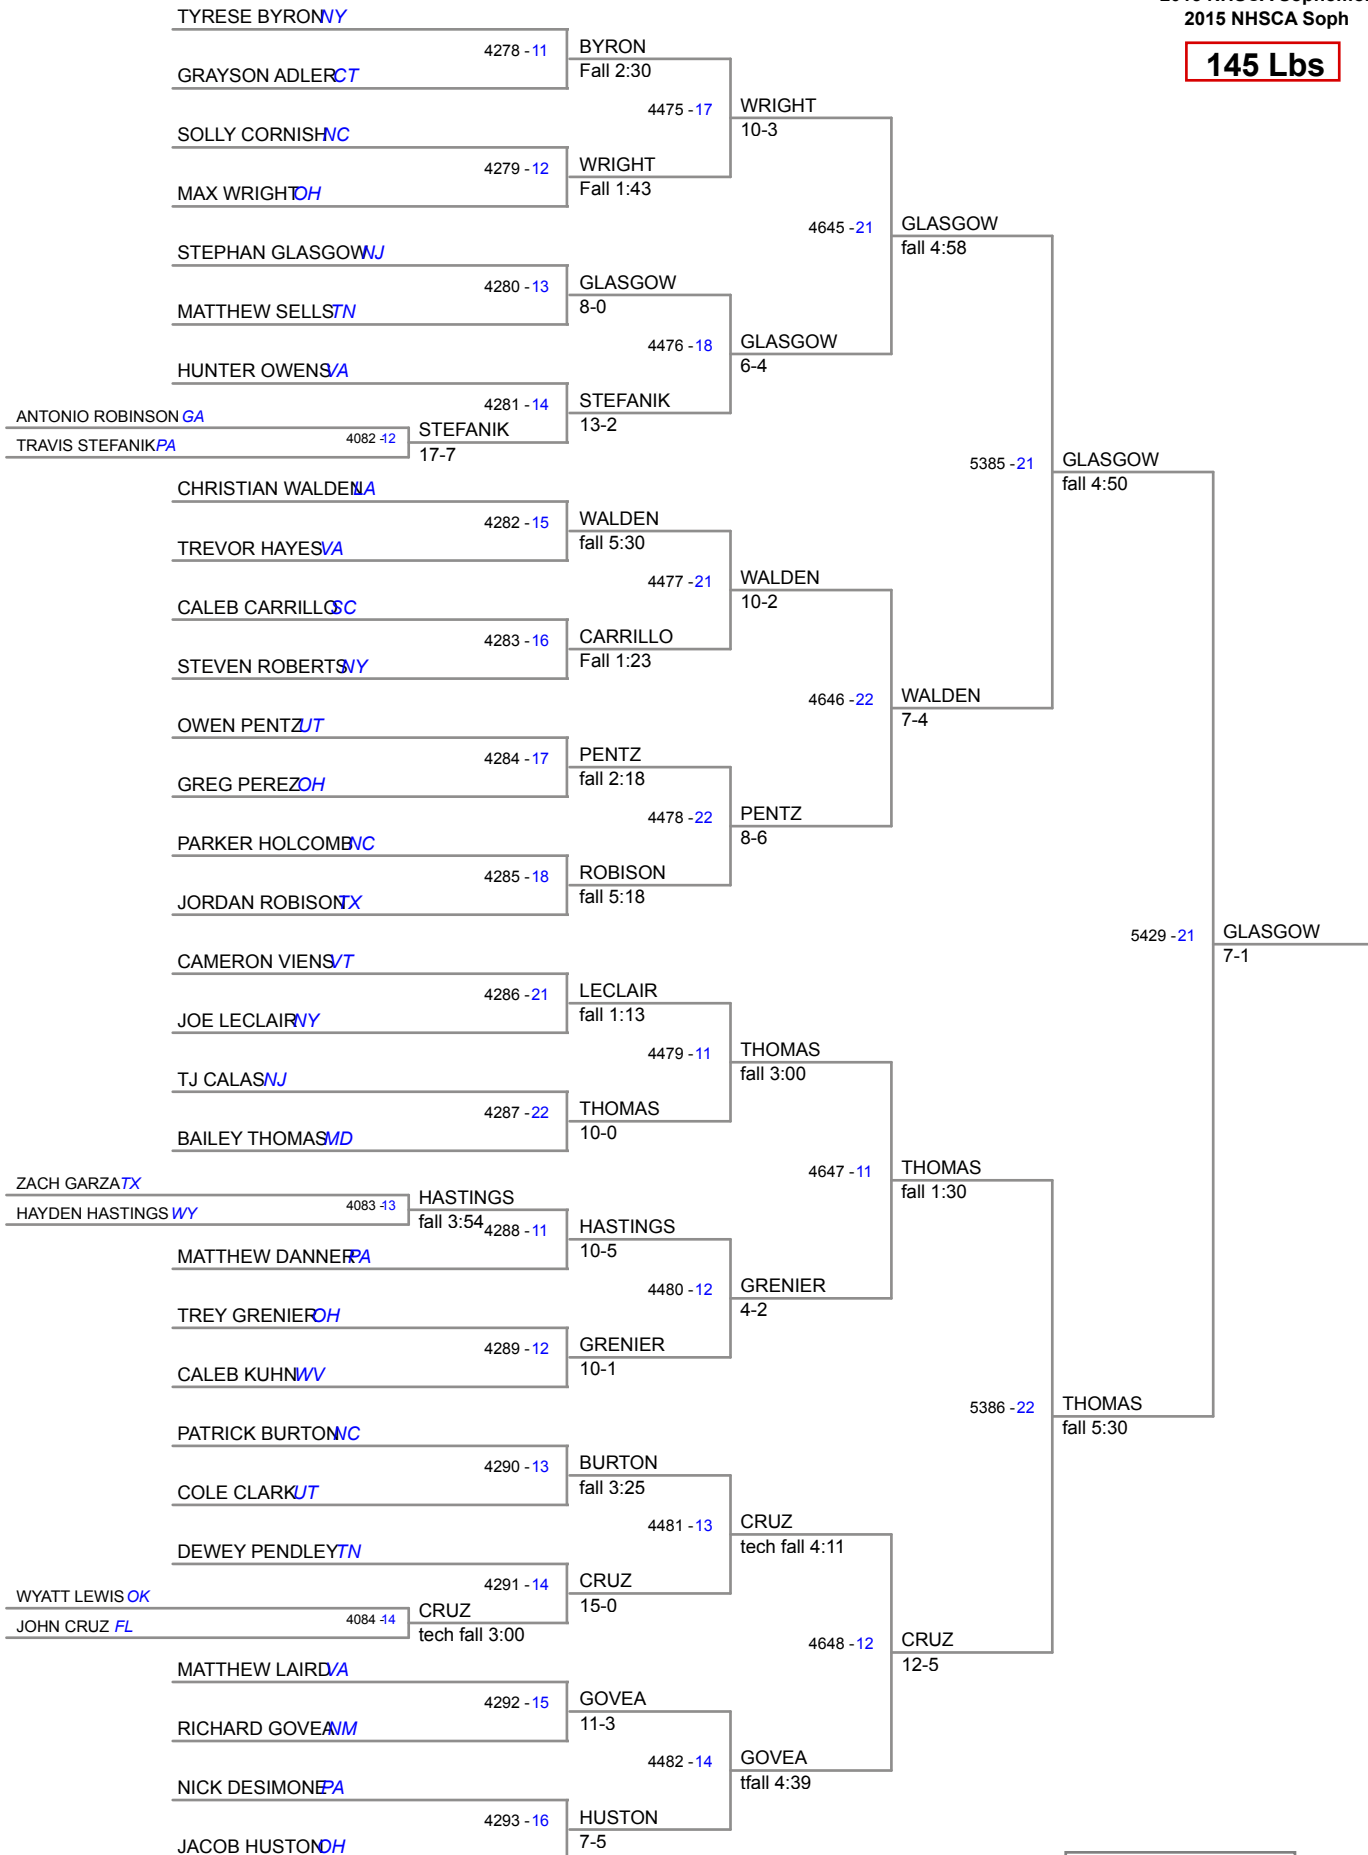 2015 NHSCA Soph
145 Lbs
TYRESE BYRON NY
4278 - 11
BYRON
Fall 2:30
GRAYSON ADLER CT
4475 - 17
WRIGHT
10-3
SOLLY CORNISH NC
4279 - 12
WRIGHT
Fall 1:43
MAX WRIGHT OH
4645 - 21
GLASGOW
fall 4:58
STEPHAN GLASGOW NJ
4280 - 13
GLASGOW
8-0
MATTHEW SELLS TN
4476 - 18
GLASGOW
6-4
HUNTER OWENS VA
4281 - 14
STEFANIK
13-2
ANTONIO ROBINSON GA
4082 -12
STEFANIK
17-7
TRAVIS STEFANIK PA
5385 - 21
GLASGOW
fall 4:50
CHRISTIAN WALDEN LA
4282 - 15
WALDEN
fall 5:30
TREVOR HAYES VA
4477 - 21
WALDEN
10-2
CALEB CARRILLO SC
4283 - 16
CARRILLO
Fall 1:23
STEVEN ROBERTS NY
4646 - 22
WALDEN
7-4
OWEN PENTZ UT
4284 - 17
PENTZ
fall 2:18
GREG PEREZ OH
4478 - 22
PENTZ
8-6
PARKER HOLCOMB NC
4285 - 18
ROBISON
fall 5:18
JORDAN ROBISON TX
5429 - 21
GLASGOW
7-1
CAMERON VIENS VT
4286 - 21
LECLAIR
fall 1:13
JOE LECLAIR NY
4479 - 11
THOMAS
fall 3:00
TJ CALAS NJ
4287 - 22
THOMAS
10-0
BAILEY THOMAS MD
4647 - 11
THOMAS
fall 1:30
ZACH GARZA TX
4083 -13
HASTINGS
fall 3:54
HAYDEN HASTINGS WY
4288 - 11
HASTINGS
10-5
MATTHEW DANNER PA
4480 - 12
GRENIER
4-2
TREY GRENIER OH
4289 - 12
GRENIER
10-1
CALEB KUHN WV
5386 - 22
THOMAS
fall 5:30
PATRICK BURTON NC
4290 - 13
BURTON
fall 3:25
COLE CLARK UT
4481 - 13
CRUZ
tech fall 4:11
DEWEY PENDLEY TN
4291 - 14
CRUZ
15-0
WYATT LEWIS OK
4084 -14
CRUZ
tech fall 3:00
JOHN CRUZ FL
4648 - 12
CRUZ
12-5
MATTHEW LAIRD VA
4292 - 15
GOVEA
11-3
RICHARD GOVEA NM
4482 - 14
GOVEA
tfall 4:39
NICK DESIMONE PA
4293 - 16
HUSTON
7-5
JACOB HUSTON OH